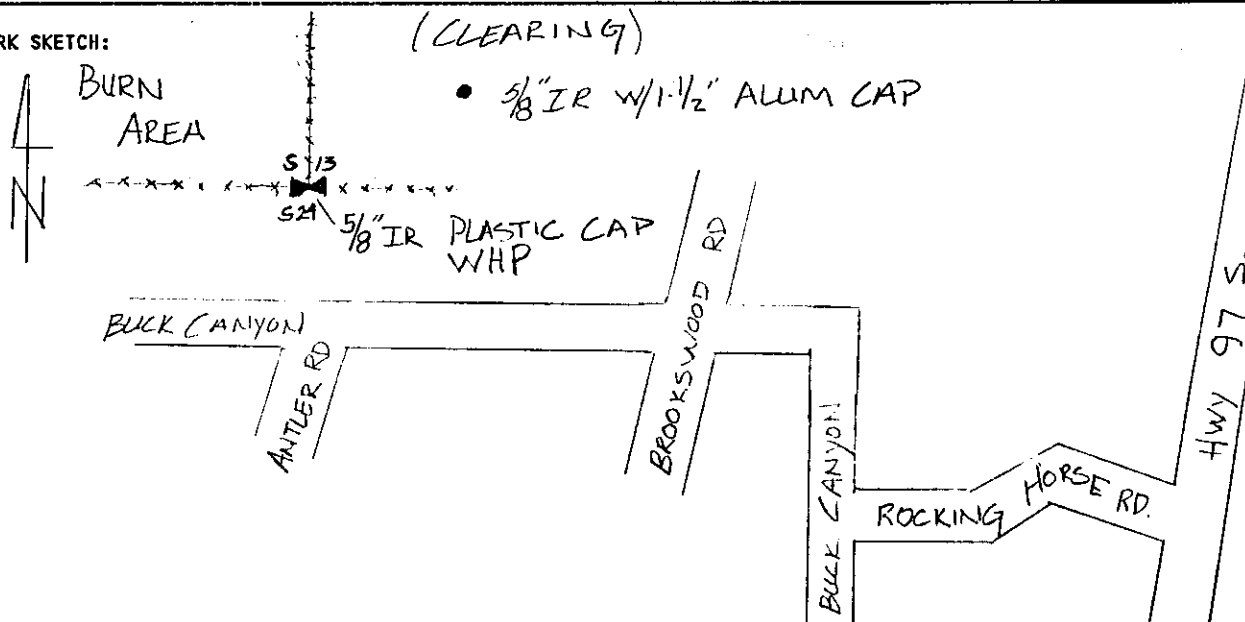 RK SKETCH:
(CLEARING)
BURN
AREA
5/8" IR W/1-1/2" ALUM CAP
N
S 13
S24
5/8" IR PLASTIC CAP
WHP
BUCK CANYON
ANTLER RD
BROOKSWOOD RD
BUCK CANYON
ROCKING HORSE RD.
HWY 97 S.